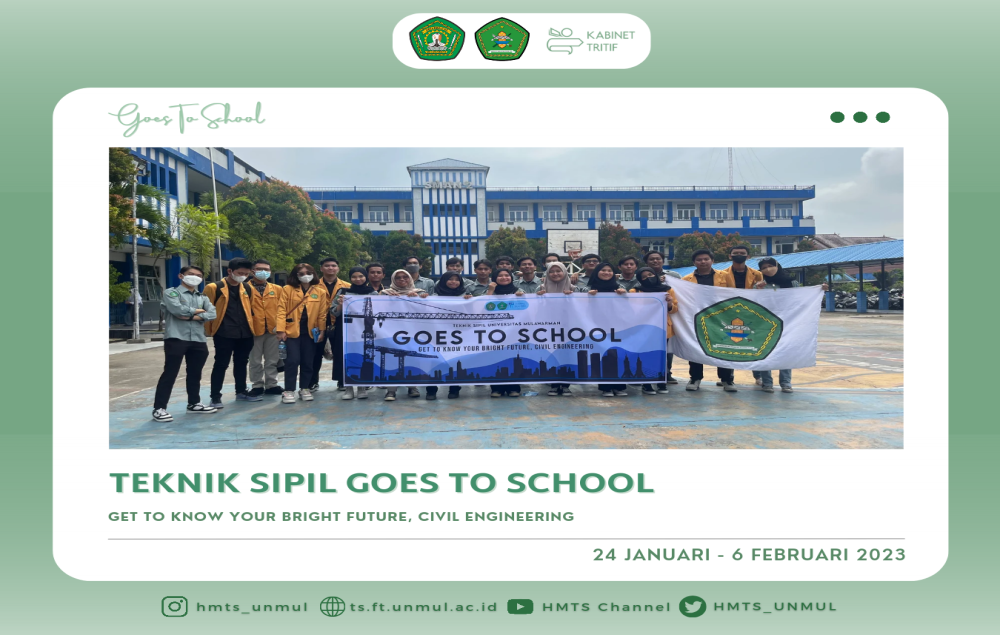 KABINET
TRITIF
Goes To School
SMAN 2
TEKNIK SIPIL UNIVERSITAS MULAWARMAN
GOES TO SCHOOL
GET TO KNOW YOUR BRIGHT FUTURE, CIVIL ENGINEERING
TEKNIK SIPIL GOES TO SCHOOL
GET TO KNOW YOUR BRIGHT FUTURE, CIVIL ENGINEERING
24 JANUARI - 6 FEBRUARI 2023
hmts_unmul ts.ft.unmul.ac.id HMTS Channel HMTS_UNMUL